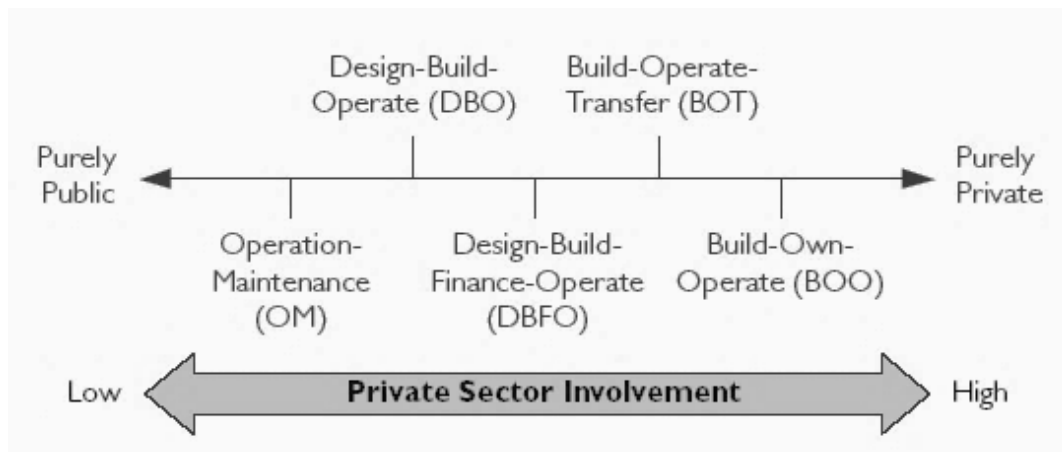 Design-Build-
Operate (DBO)
Build-Operate-
Transfer (BOT)
Purely
Public
Purely
Private
Operation-
Maintenance
(OM)
Design-Build-
Finance-Operate
(DBFO)
Build-Own-
Operate (BOO)
Low
Private Sector Involvement
High